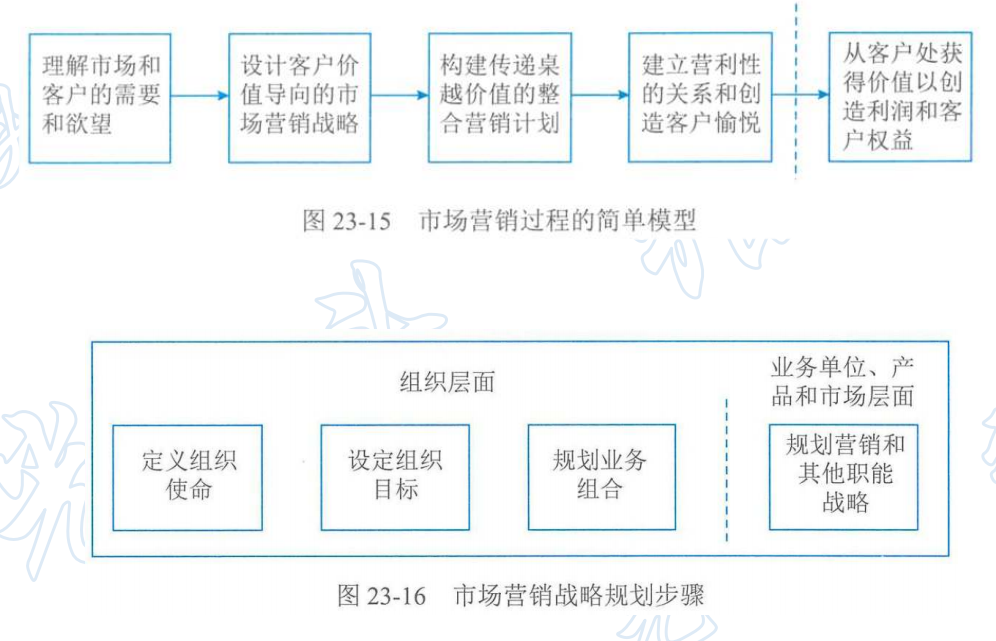 理解市场和
客户的需要
和欲望
设计客户价
值导向的市
场营销战略
构建传递桌
越价值的整
合营销计划
建立营利性
的关系和创
造客户愉悦
从客户处获
得价值以创
造利润和客
户权益
图 23-15 市场营销过程的简单模型
组织层面
业务单位、产
品和市场层面
定义组织
使命
设定组织
目标
规划业务
组合
规划营销和
其他职能
战略
图 23-16 市场营销战略规划步骤